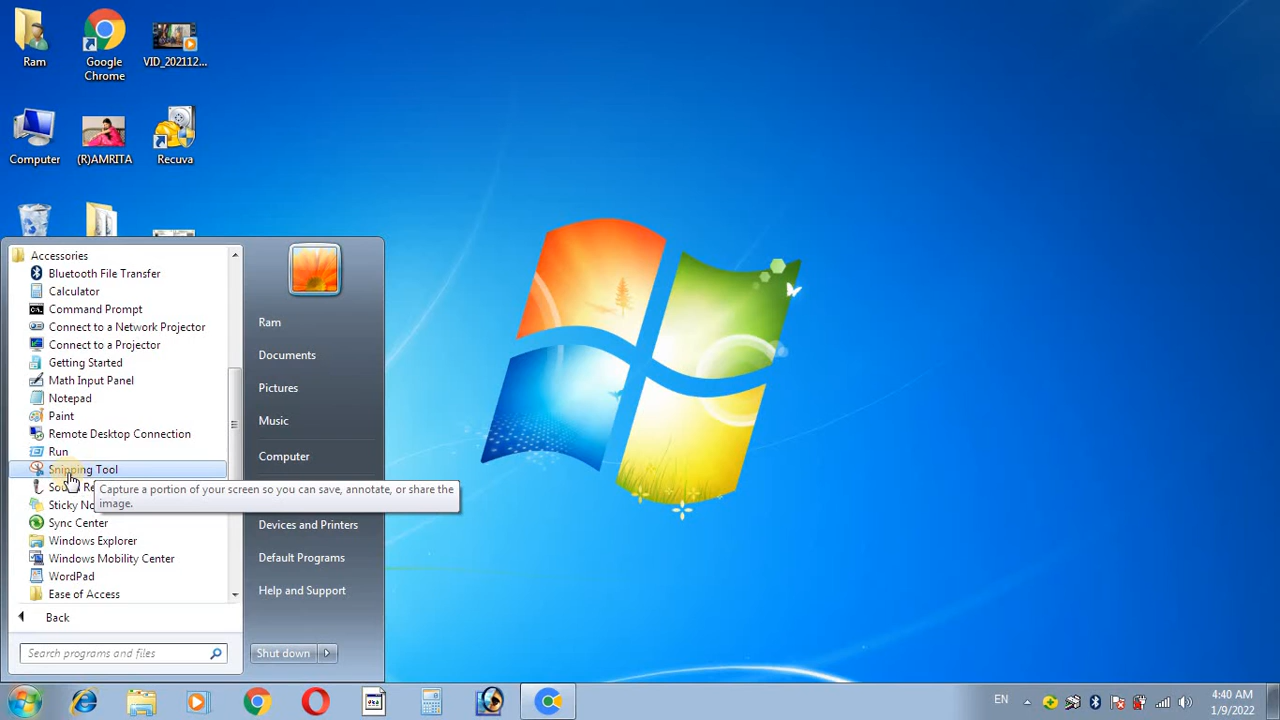 Ram
Google
Chrome
VID_202112...
Computer
(R)AMRITA
Recuva
Accessories
Bluetooth File Transfer
Calculator
Command Prompt
Connect to a Network Projector
Connect to a Projector
Getting Started
Math Input Panel
Notepad
Paint
Remote Desktop Connection
Run
Snipping Tool
Capture a portion of your screen so you can save, annotate, or share the
image.
Sticky
Sync Center
Windows Explorer
Windows Mobility Center
WordPad
Ease of Access
Back
Search programs and files
Ram
Documents
Pictures
Music
Computer
Devices and Printers
Default Programs
Help and Support
Shut down
EN
4:40 AM
1/9/2022